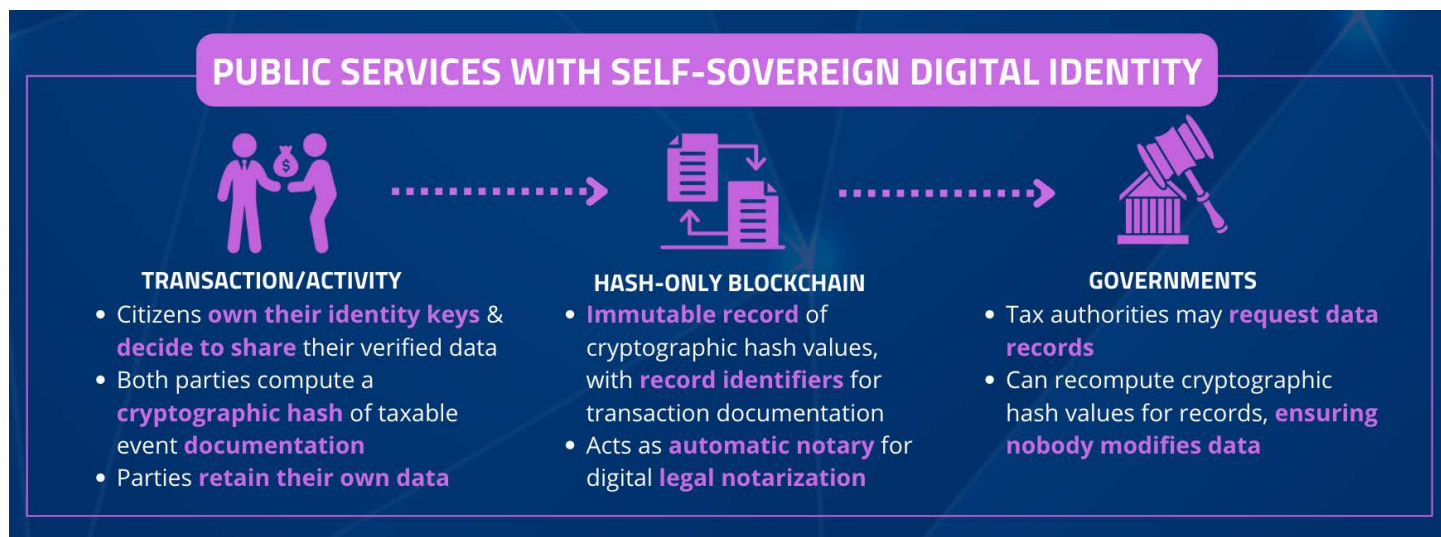 PUBLIC SERVICES WITH SELF-SOVEREIGN DIGITAL IDENTITY
$
TRANSACTION/ACTIVITY
• Citizens own their identity keys &
decide to share their verified data
• Both parties compute a
cryptographic hash of taxable
event documentation
• Parties retain their own data
HASH-ONLY BLOCKCHAIN
• Immutable record of
cryptographic hash values,
with record identifiers for
transaction documentation
• Acts as automatic notary for
digital legal notarization
GOVERNMENTS
• Tax authorities may request data
records
• Can recompute cryptographic
hash values for records, ensuring
nobody modifies data